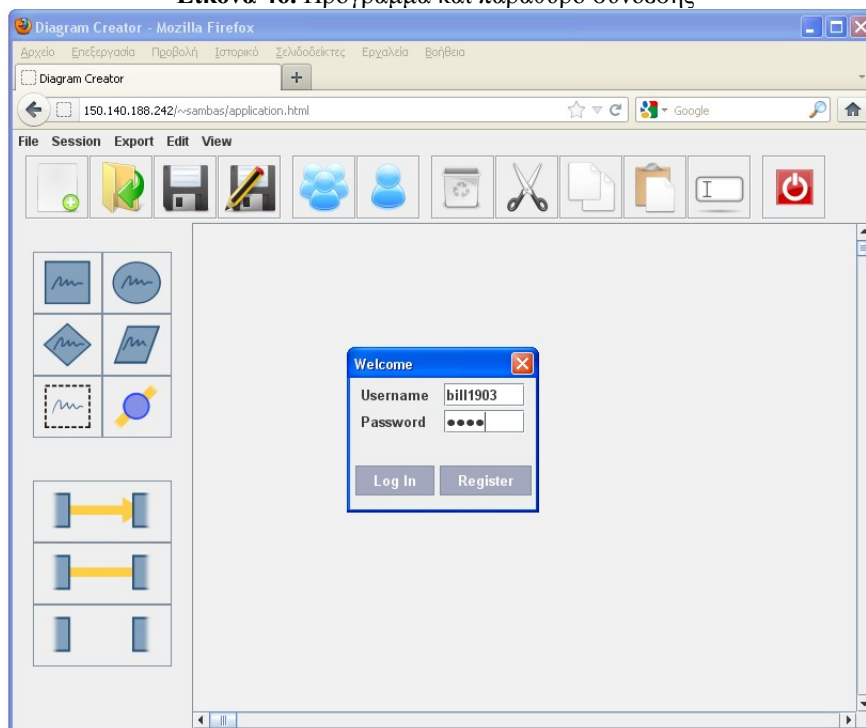 Diagram Creator - Mozilla Firefox
Αρχείο Επεξεργασία Προβολή Ιστορικό Σελιδοδείκτες Εργαλεία Βοήθεια
Diagram Creator
150.140.188.242/~sambas/application.html Google
File Session Export Edit View
Welcome
Username bill1903
Password ●●●●
Log In Register